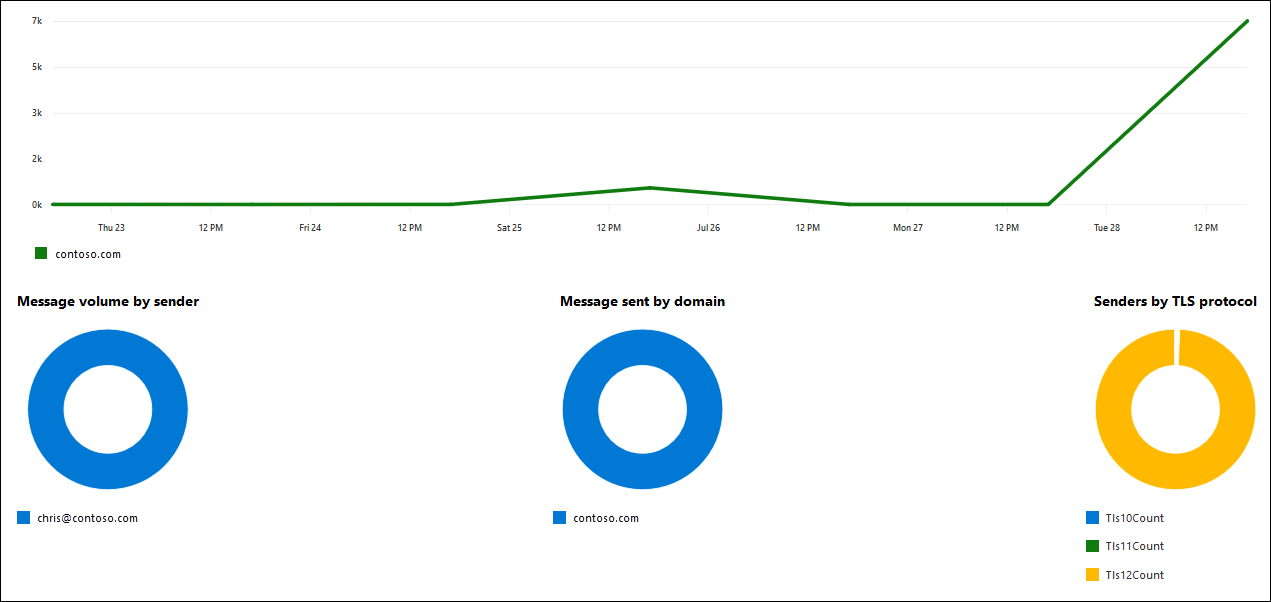 7k
5k
3k
2k
0k
Thu 23 12 PM Fri 24 12 PM Sat 25 12 PM Jul 26 12 PM Mon 27 12 PM Tue 28 12 PM
contoso.com
Message volume by sender Message sent by domain Senders by TLS protocol
chris@contoso.com contoso.com Tls10Count
Tls11Count
Tls12Count